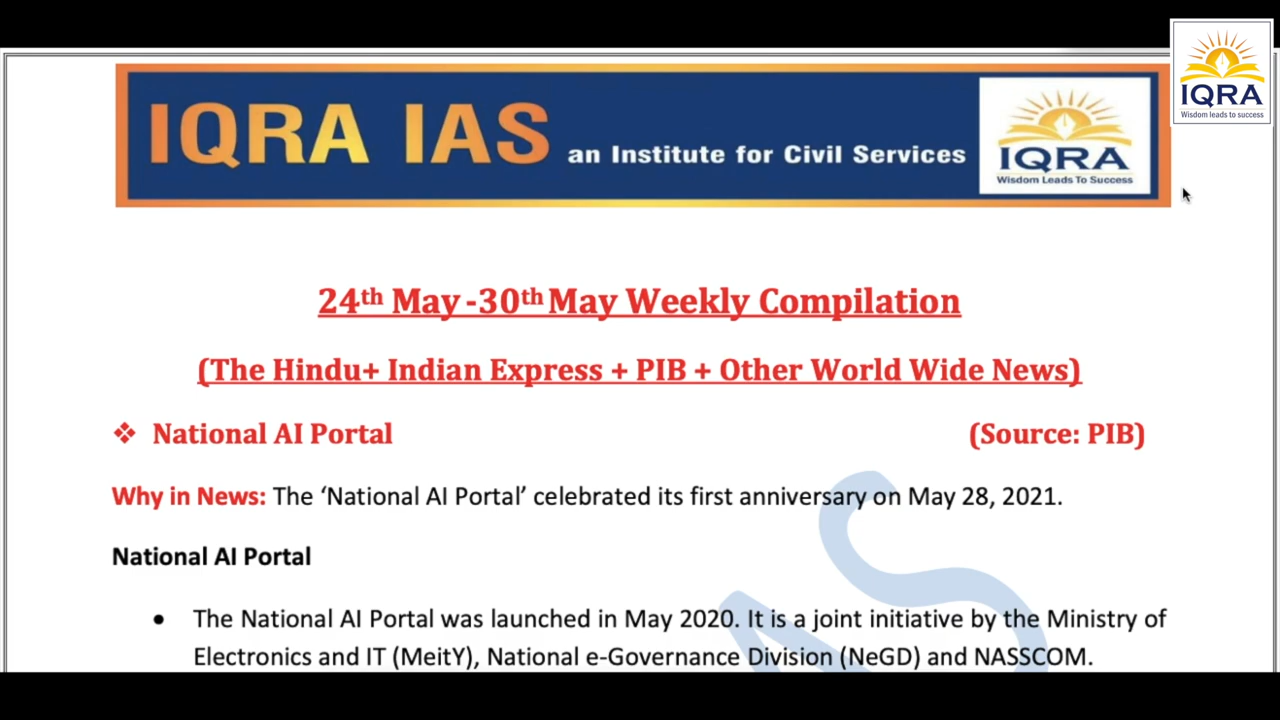 IQRA
Wisdom leads to success
IQRA IAS an Institute for Civil Services
IQRA
Wisdom Leads To Success
24th May -30th May Weekly Compilation
(The Hindu+ Indian Express + PIB + Other World Wide News)
❖ National AI Portal (Source: PIB)
Why in News: The ‘National AI Portal’ celebrated its first anniversary on May 28, 2021.
National AI Portal
• The National AI Portal was launched in May 2020. It is a joint initiative by the Ministry of
Electronics and IT (MeitY), National e-Governance Division (NeGD) and NASSCOM.